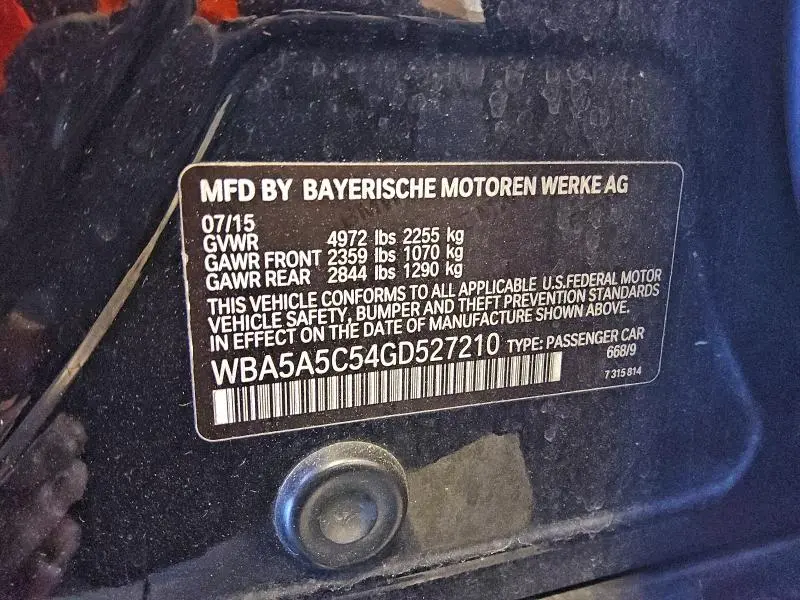 MFD BY BAYERISCHE MOTOREN WERKE AG
07/15
GVWR 4972 lbs 2255 kg
GAWR FRONT 2359 lbs 1070 kg
GAWR REAR 2844 lbs 1290 kg
THIS VEHICLE CONFORMS TO ALL APPLICABLE U.S.FEDERAL MOTOR
VEHICLE SAFETY, BUMPER AND THEFT PREVENTION STANDARDS
IN EFFECT ON THE DATE OF MANUFACTURE SHOWN ABOVE.
WBA5A5C54GD527210 TYPE: PASSENGER CAR
668/9
7 315 814